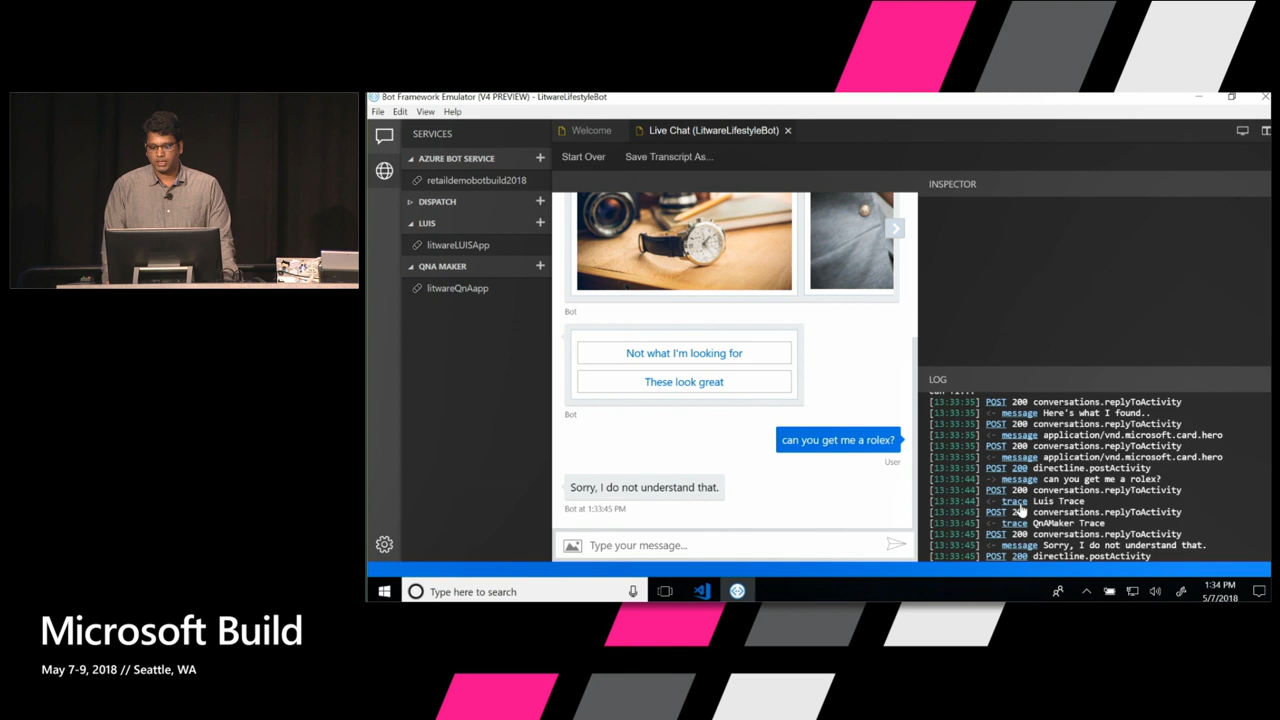 Bot Framework Emulator (V4 PREVIEW) - LitwareLifestyleBot
File Edit View Help
SERVICES
AZURE BOT SERVICE
retaildemobotbuild2018
DISPATCH
LUIS
litwareLUISApp
QNA MAKER
litwareQnAapp
Welcome
Live Chat (LitwareLifestyleBot)
Start Over
Save Transcript As...
Bot
Not what I'm looking for
These look great
Bot
can you get me a rolex?
User
Sorry, I do not understand that.
Bot at 1:33:45 PM
Type your message...
INSPECTOR
LOG
[13:33:35] POST 200 conversations.replyToActivity
[13:33:35] <- message Here's what I found..
[13:33:35] POST 200 conversations.replyToActivity
[13:33:35] <- message application/vnd.microsoft.card.hero
[13:33:35] POST 200 conversations.replyToActivity
[13:33:35] <- message application/vnd.microsoft.card.hero
[13:33:35] POST 200 directline.postActivity
[13:33:44] -> message can you get me a rolex?
[13:33:44] POST 200 conversations.replyToActivity
[13:33:44] <- trace Luis Trace
[13:33:45] POST 200 conversations.replyToActivity
[13:33:45] <- trace QnAMaker Trace
[13:33:45] POST 200 conversations.replyToActivity
[13:33:45] <- message Sorry, I do not understand that.
[13:33:45] POST 200 directline.postActivity
Type here to search
1:34 PM
5/7/2018
Microsoft Build
May 7-9, 2018 // Seattle, WA